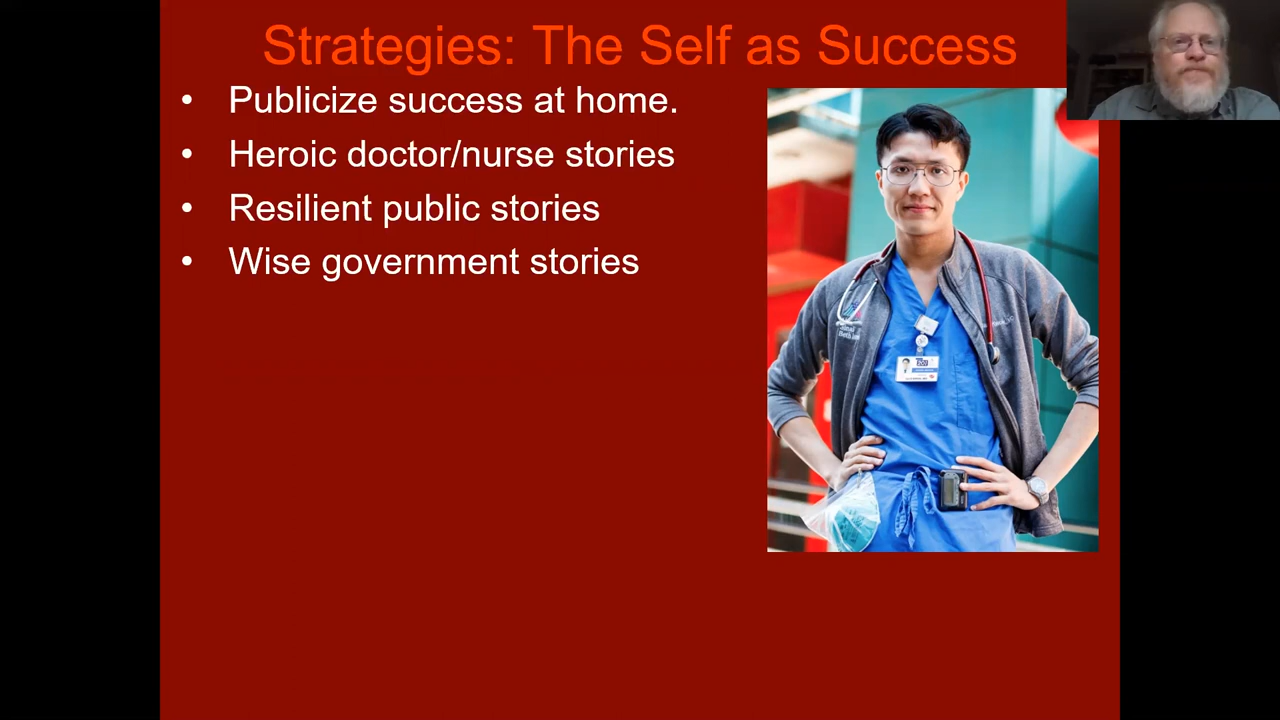 Strategies: The Self as Success
• Publicize success at home.
• Heroic doctor/nurse stories
• Resilient public stories
• Wise government stories